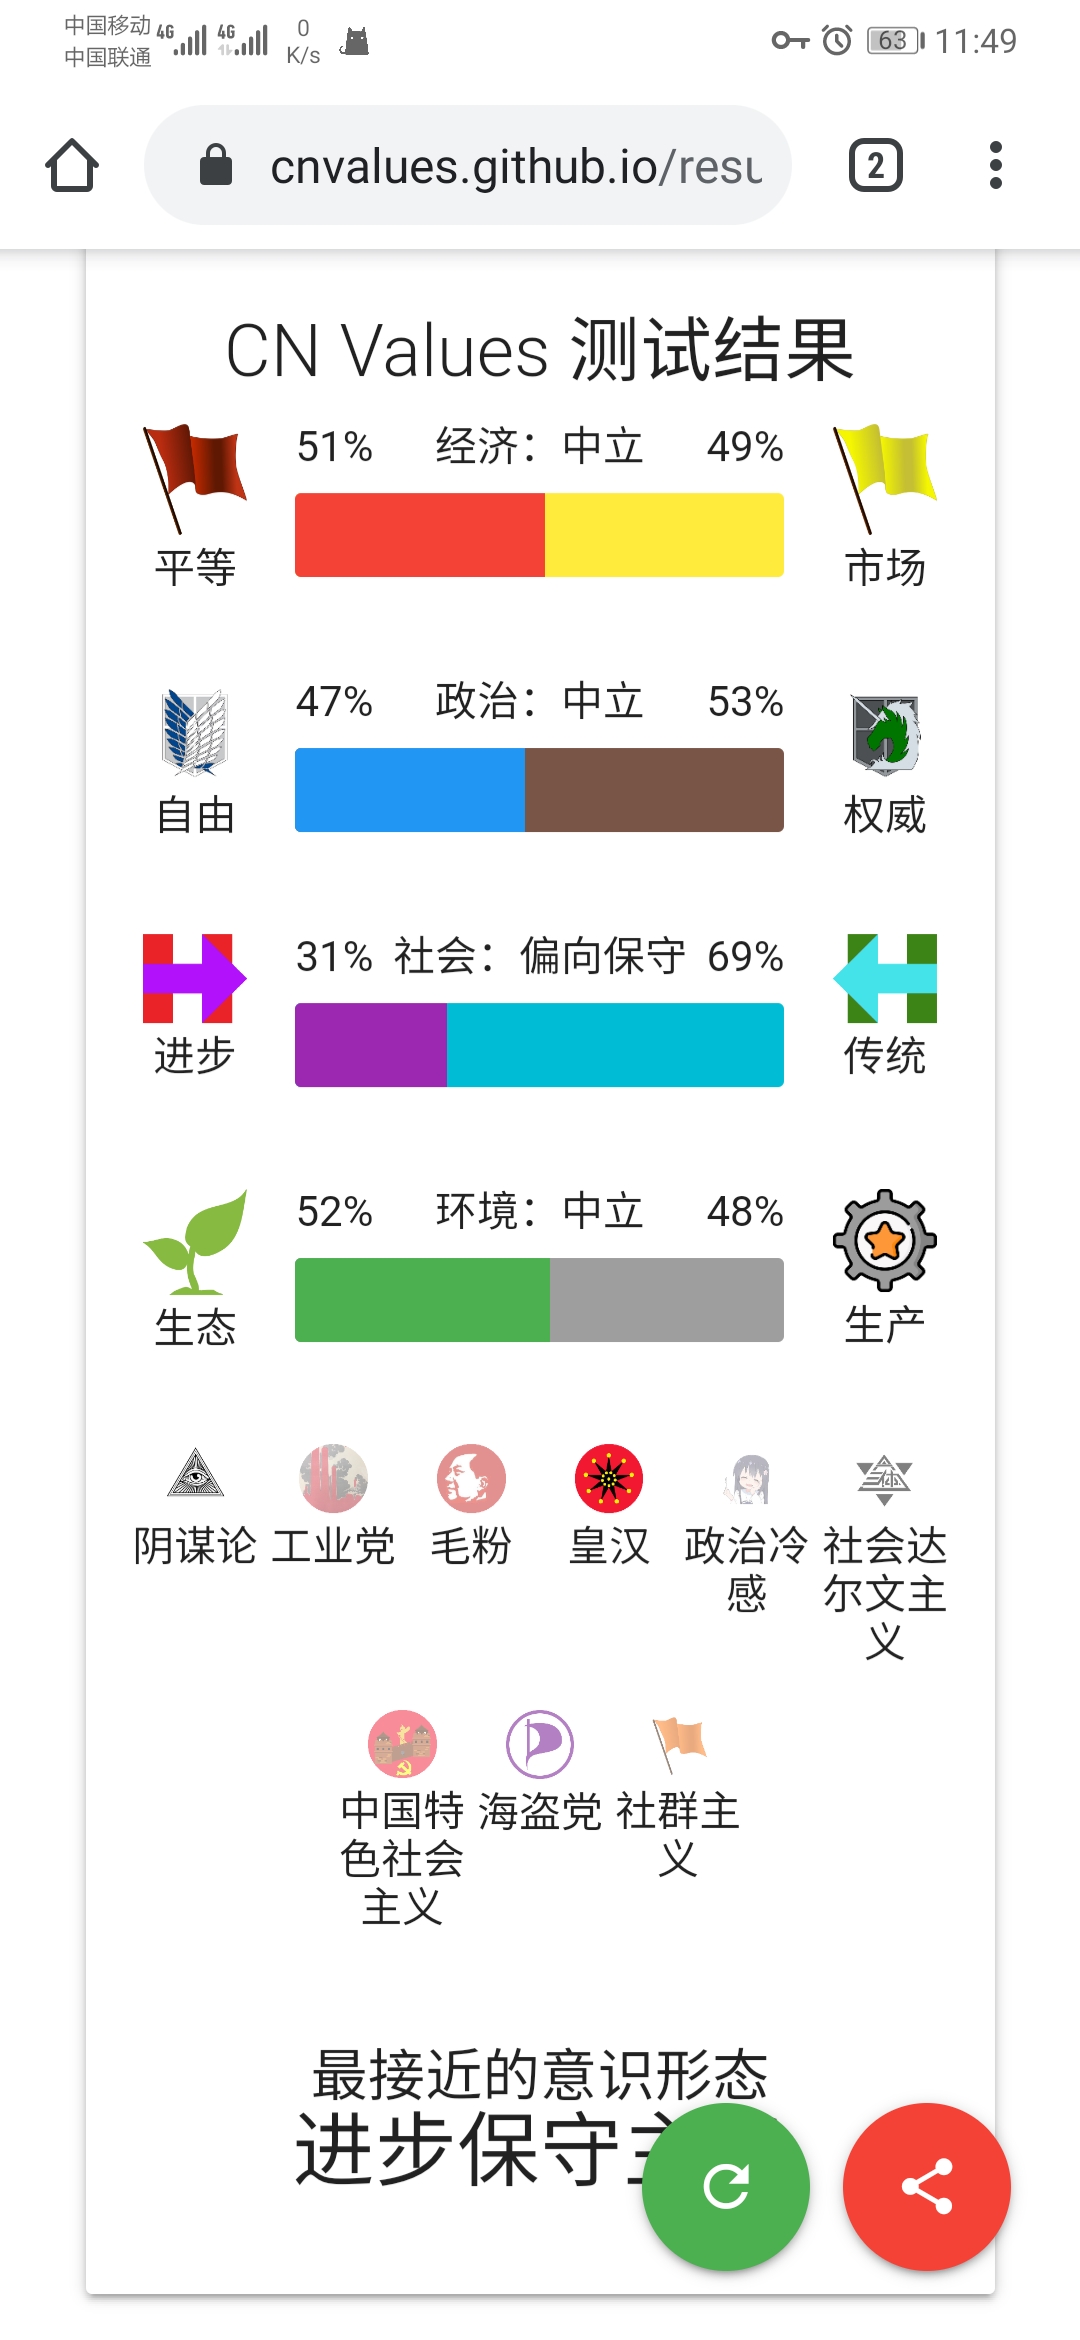 中国移动 4G 4G 0 63 11:49
中国联通 K/s
cnvalues.github.io/resu 2
CN Values 测试结果
51% 经济：中立 49%
平等 市场
47% 政治：中立 53%
自由 权威
31% 社会：偏向保守 69%
进步 传统
52% 环境：中立 48%
生态 生产
阴谋论 工业党 毛粉 皇汉 政治冷 社会达
感 尔文主
义
中国特 海盗党 社群主
色社会 义
主义
最接近的意识形态
进步保守